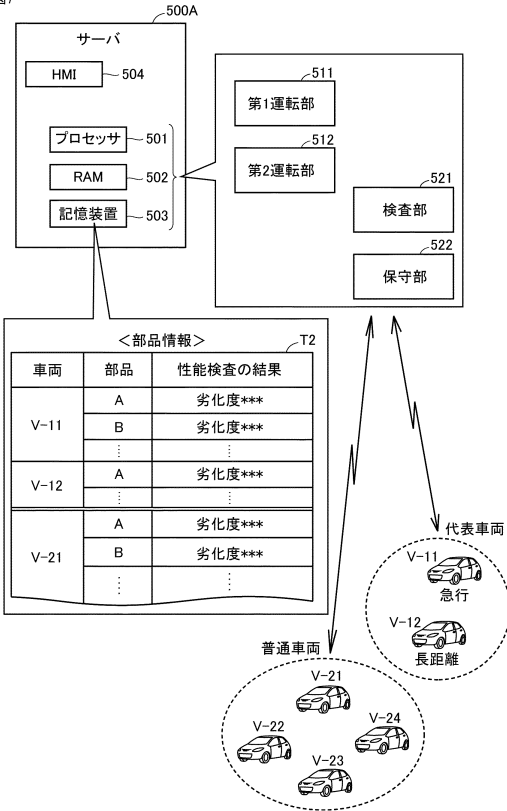 図7
500A
サーバ
HMI
504
プロセッサ
501
RAM
502
記憶装置
503
511
第1運転部
512
第2運転部
521
検査部
522
保守部
<部品情報>
T2
車両 部品 性能検査の結果
V-11 A 劣化度***
B 劣化度***
⋮ ⋮
V-12 A 劣化度***
⋮ ⋮
V-21 A 劣化度***
B 劣化度***
⋮ ⋮
代表車両
V-11
急行
V-12
長距離
普通車両
V-21
V-22
V-24
V-23